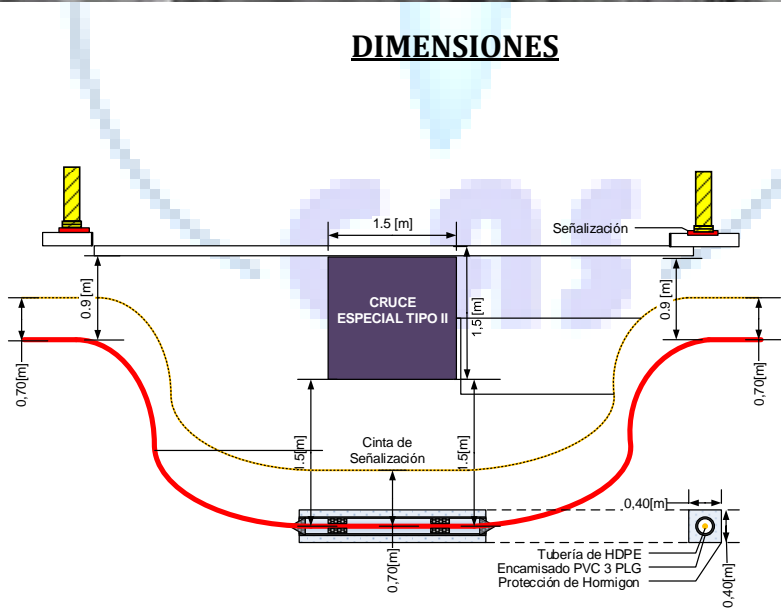 DIMENSIONES
1.5 [m]
Señalización
0.9 [m]
CRUCE
ESPECIAL TIPO II
1,5[m]
0.9 [m]
0,70[m]
0,70[m]
Cinta de
Señalización
1.5[m]
1.5[m]
0,40[m]
Tubería de HDPE
Encamisado PVC 3 PLG
Protección de Hormigon
0,70[m]
0,40[m]
cns